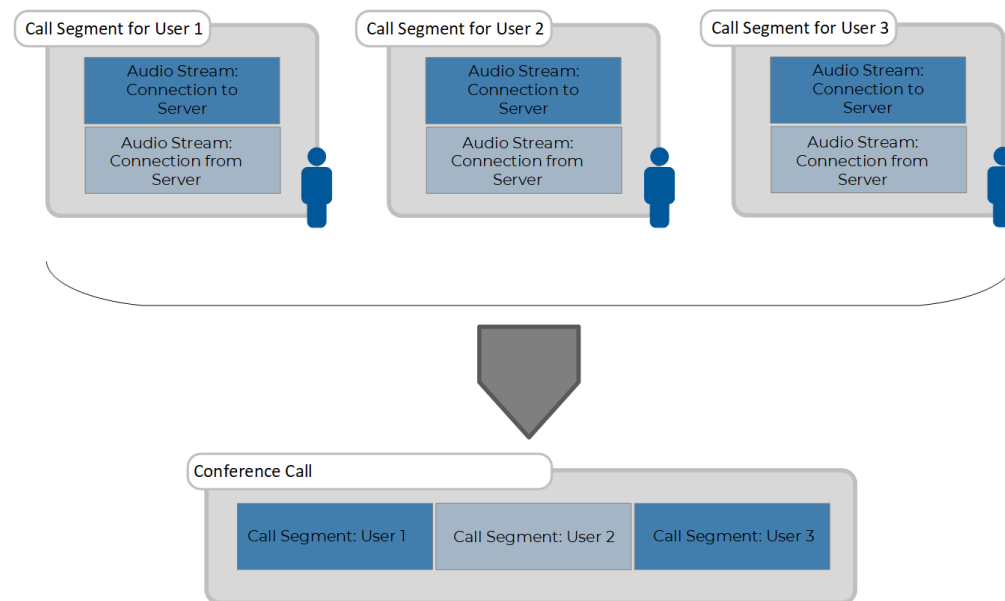 Call Segment for User 1
Call Segment for User 2
Call Segment for User 3
Audio Stream:
Connection to
Server
Audio Stream:
Connection from
Server
Audio Stream:
Connection to
Server
Audio Stream:
Connection from
Server
Audio Stream:
Connection to
Server
Audio Stream:
Connection from
Server
Conference Call
Call Segment: User 1
Call Segment: User 2
Call Segment: User 3